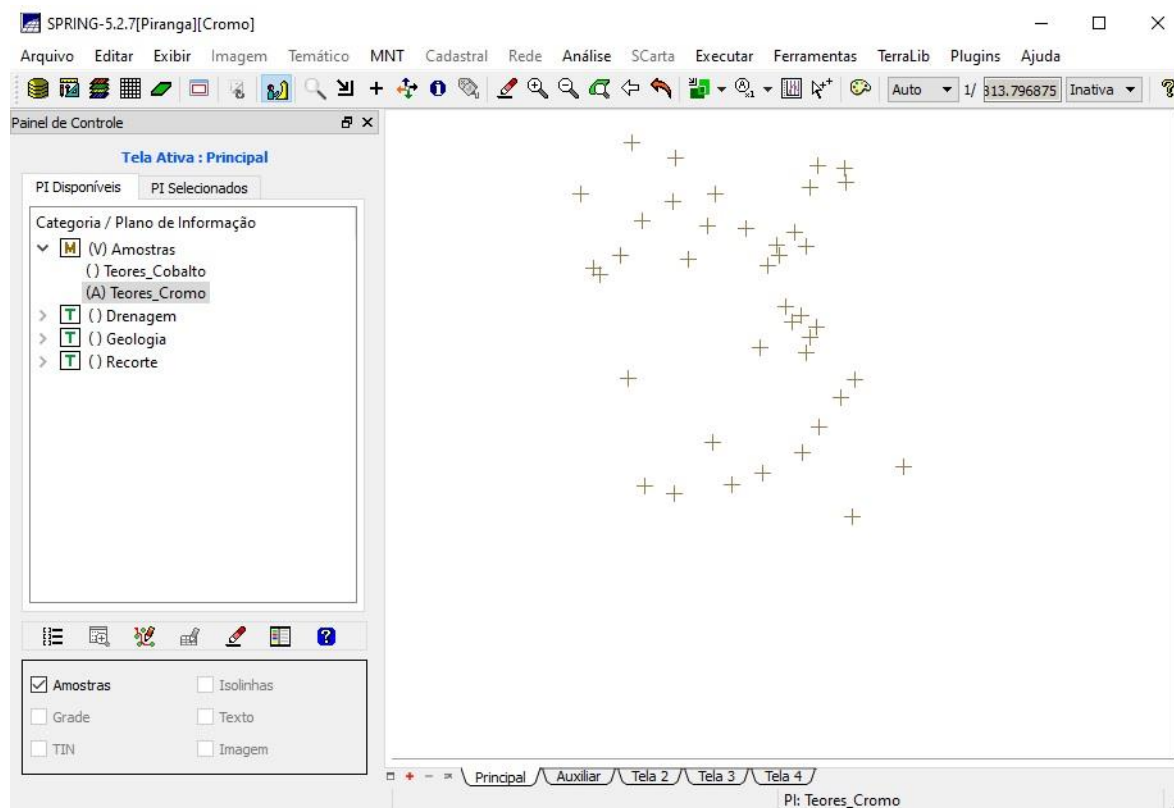 SPRING-5.2.7[Piranga][Cromo]
Arquivo Editar Exibir Imagem Temático MNT Cadastral Rede Análise SCarta Executar Ferramentas TerraLib Plugins Ajuda
Auto 1/ 313.796875 Inativa
Painel de Controle
Tela Ativa : Principal
PI Disponíveis PI Selecionados
Categoria / Plano de Informação
M (V) Amostras
( ) Teores_Cobalto
(A) Teores_Cromo
T ( ) Drenagem
T ( ) Geologia
T ( ) Recorte
Amostras Isolinhas
Grade Texto
TIN Imagem
Principal Auxiliar Tela 2 Tela 3 Tela 4
PI: Teores_Cromo